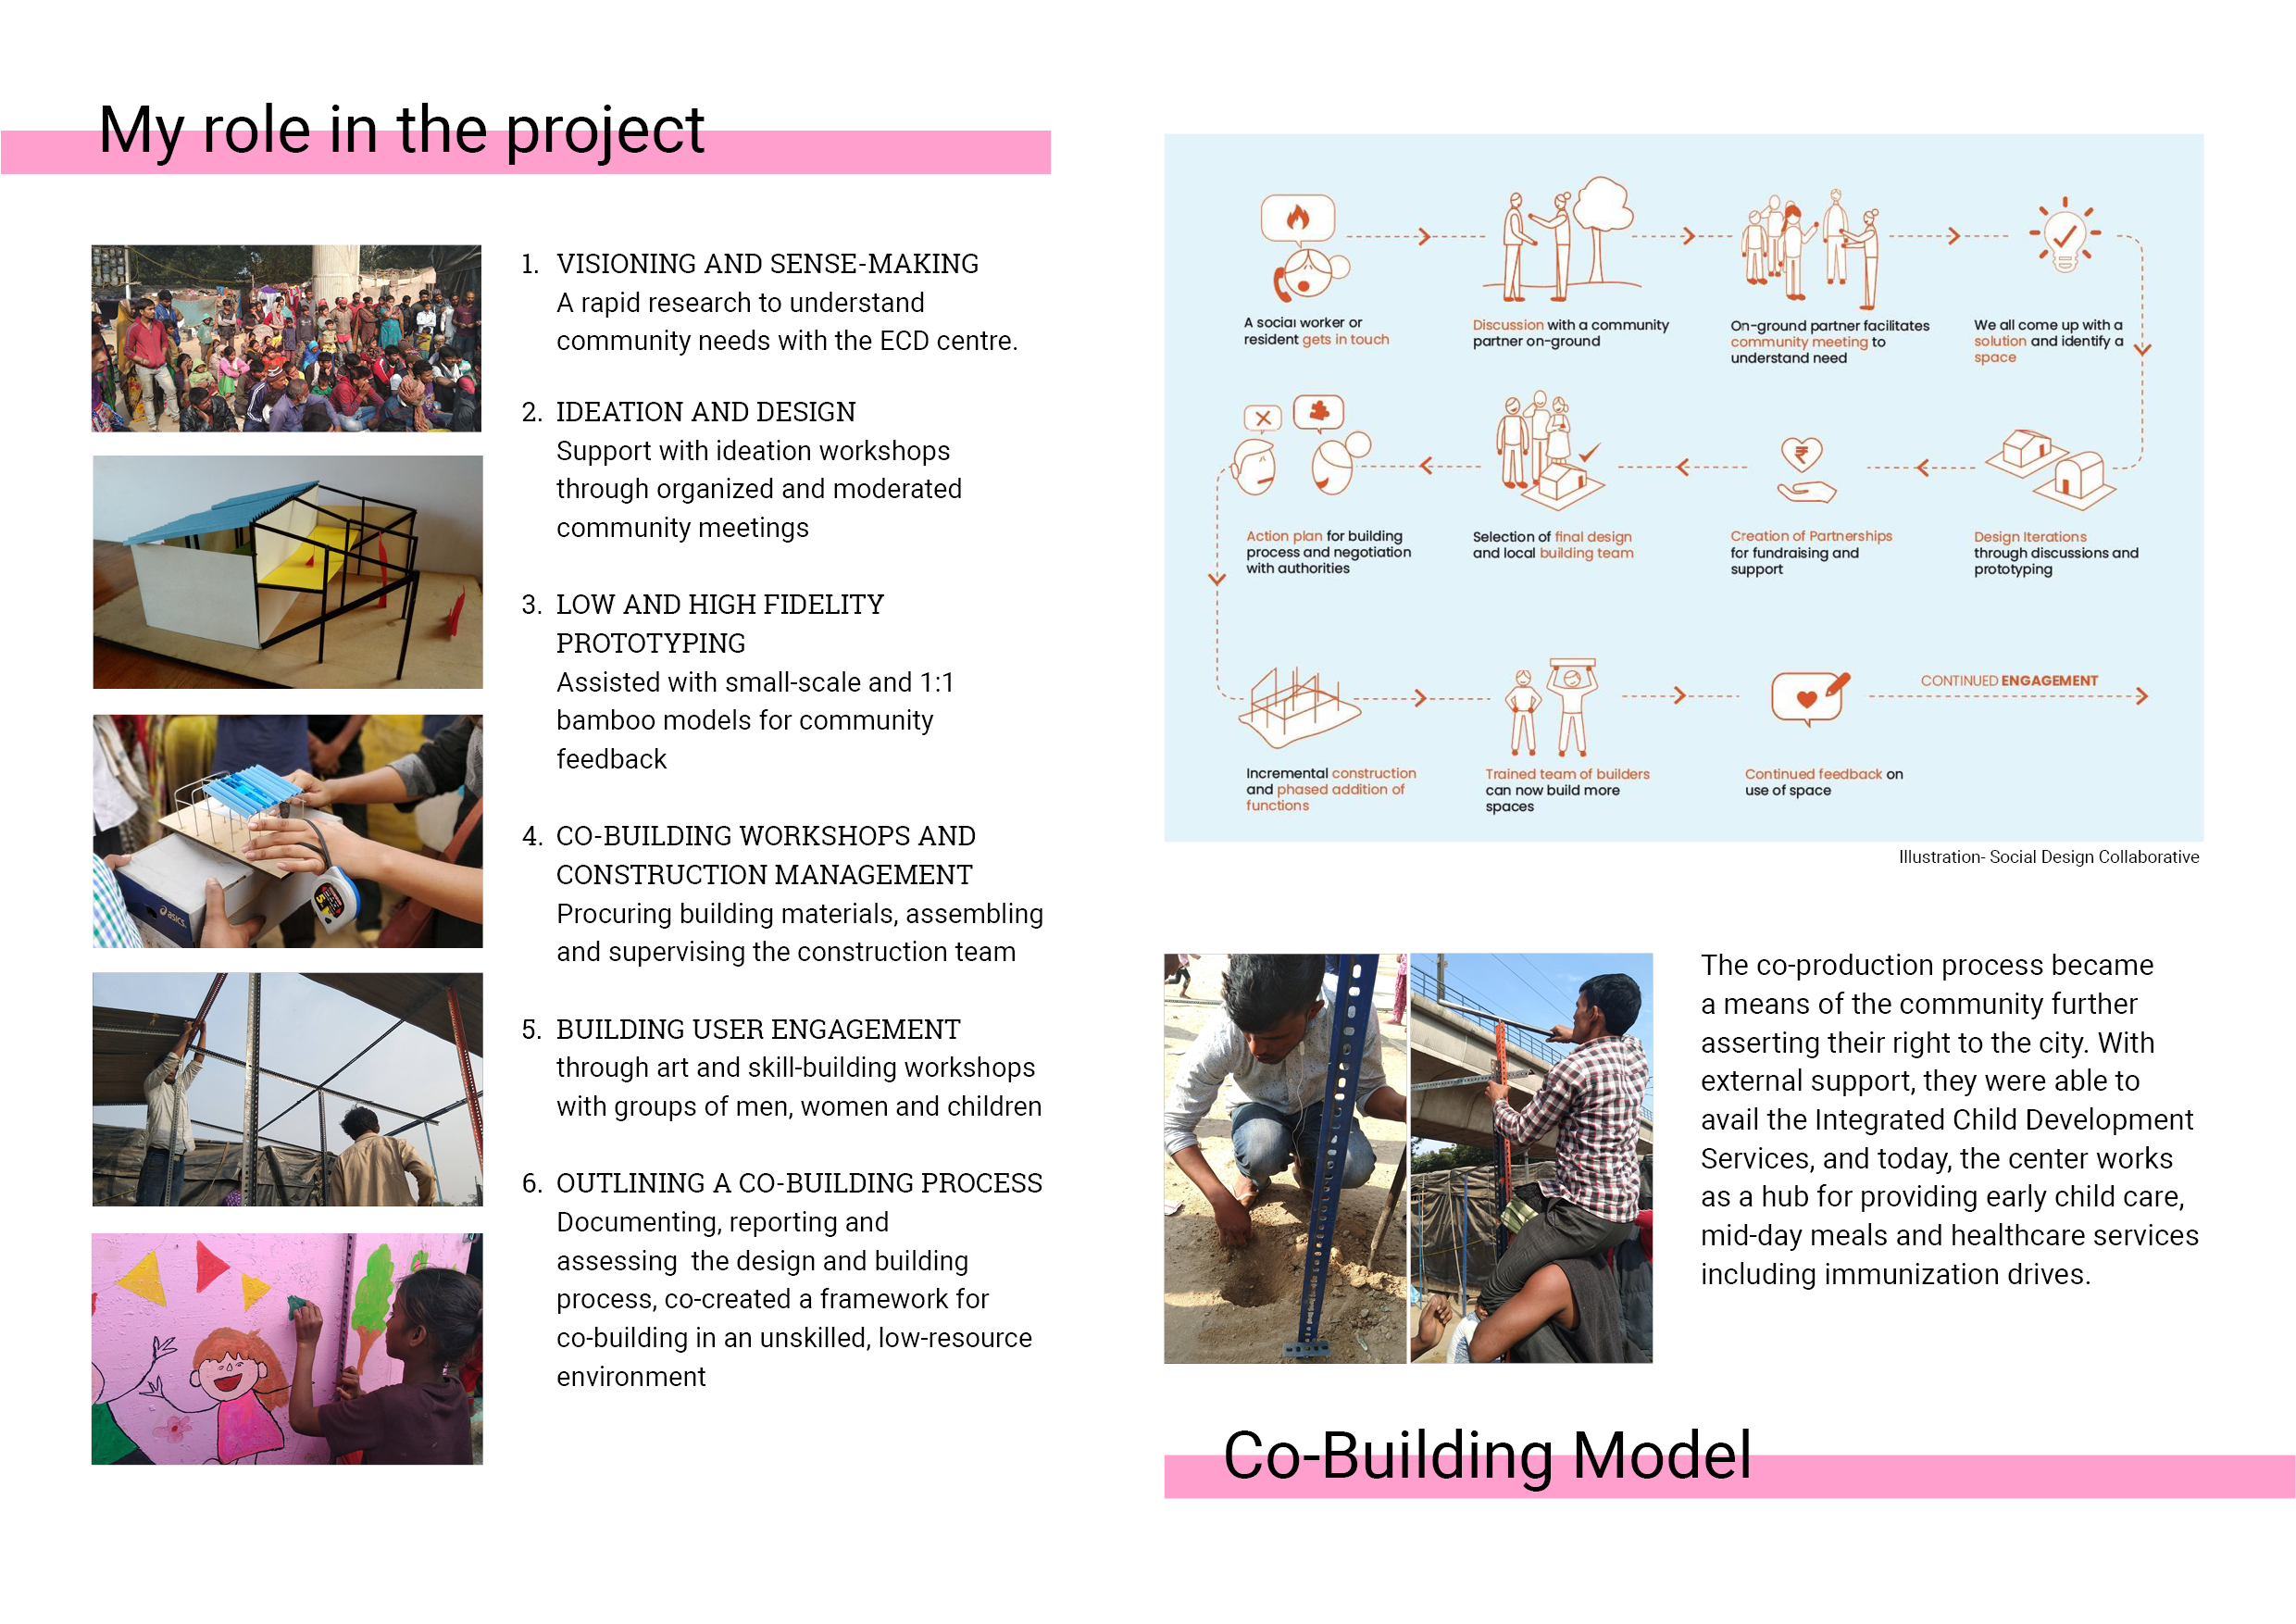 My role in the project
1. VISIONING AND SENSE-MAKING
A rapid research to understand
community needs with the ECD centre.
2. IDEATION AND DESIGN
Support with ideation workshops
through organized and moderated
community meetings
3. LOW AND HIGH FIDELITY
PROTOTYPING
Assisted with small-scale and 1:1
bamboo models for community
feedback
4. CO-BUILDING WORKSHOPS AND
CONSTRUCTION MANAGEMENT
Procuring building materials, assembling
and supervising the construction team
5. BUILDING USER ENGAGEMENT
through art and skill-building workshops
with groups of men, women and children
6. OUTLINING A CO-BUILDING PROCESS
Documenting, reporting and
assessing the design and building
process, co-created a framework for
co-building in an unskilled, low-resource
environment
asics
A social worker or
resident gets in touch
Discussion with a community
partner on-ground
On-ground partner facilitates
community meeting to
understand need
We all come up with a
solution and identify a
space
Action plan for building
process and negotiation
with authorities
Selection of final design
and local building team
Creation of Partnerships
for fundraising and
support
Design Iterations
through discussions and
prototyping
₹
Incremental construction
and phased addition of
functions
Trained team of builders
can now build more
spaces
Continued feedback on
use of space
CONTINUED ENGAGEMENT
Illustration- Social Design Collaborative
The co-production process became
a means of the community further
asserting their right to the city. With
external support, they were able to
avail the Integrated Child Development
Services, and today, the center works
as a hub for providing early child care,
mid-day meals and healthcare services
including immunization drives.
Co-Building Model